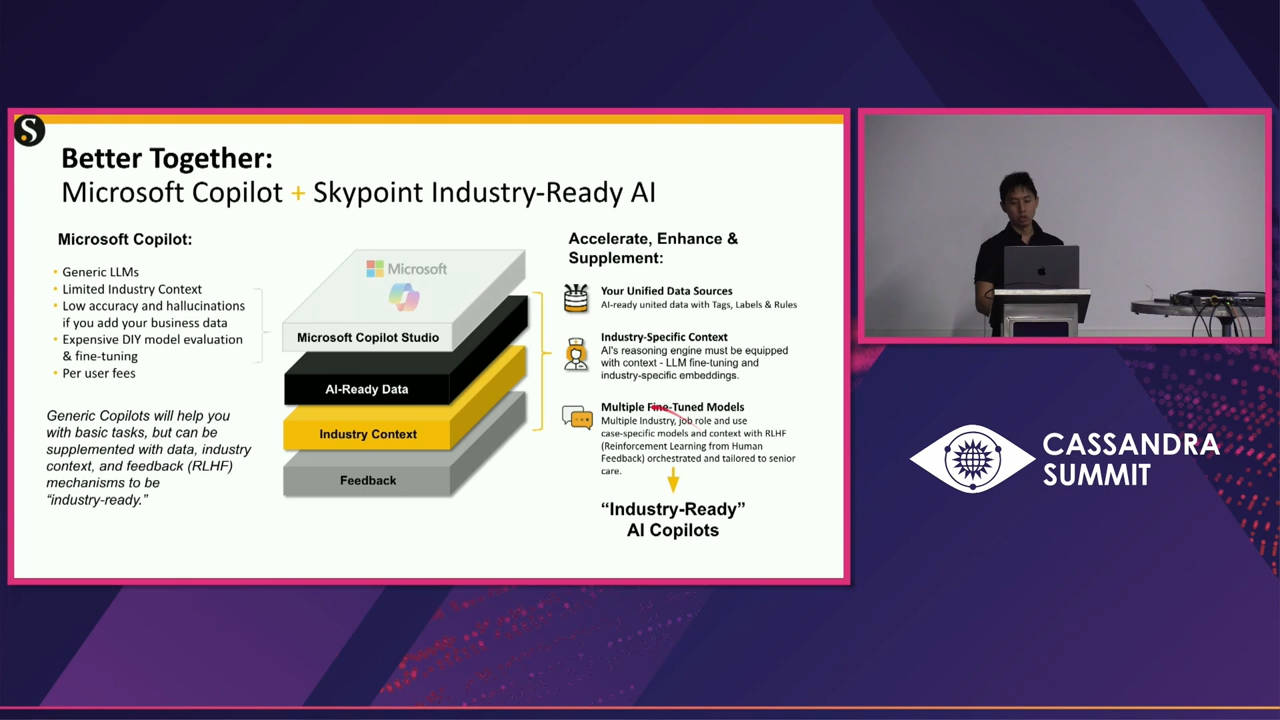 S
Better Together:
Microsoft Copilot + Skypoint Industry-Ready AI
Microsoft Copilot:
• Generic LLMs
• Limited Industry Context
• Low accuracy and hallucinations
if you add your business data
• Expensive DIY model evaluation
& fine-tuning
• Per user fees
Generic Copilots will help you
with basic tasks, but can be
supplemented with data, industry
context, and feedback (RLHF)
mechanisms to be
“industry-ready.”
Microsoft
Microsoft Copilot Studio
AI-Ready Data
Industry Context
Feedback
Accelerate, Enhance &
Supplement:
Your Unified Data Sources
AI-ready united data with Tags, Labels & Rules
Industry-Specific Context
AI's reasoning engine must be equipped
with context - LLM fine-tuning and
industry-specific embeddings.
Multiple Fine-Tuned Models
Multiple Industry, job role and use
case-specific models and context with RLHF
(Reinforcement Learning from Human
Feedback) orchestrated and tailored to senior
care.
“Industry-Ready”
AI Copilots
CASSANDRA
SUMMIT